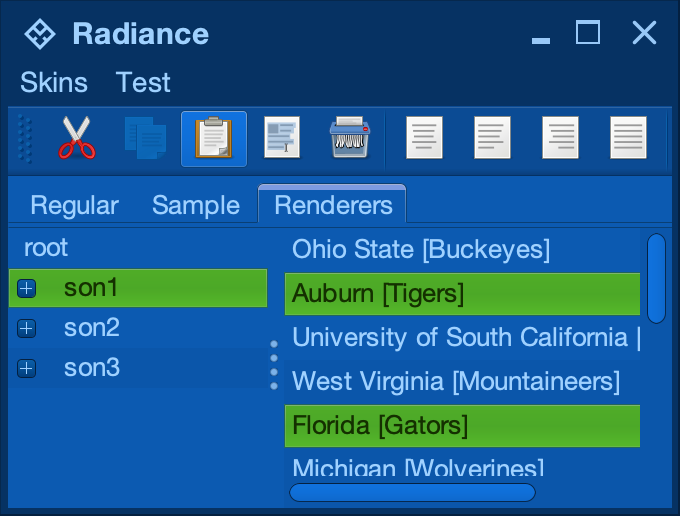 Radiance
Skins Test
Regular Sample Renderers
root
son1
son2
son3
Ohio State [Buckeyes]
Auburn [Tigers]
University of South California [
West Virginia [Mountaineers]
Florida [Gators]
Michigan [Wolverines]